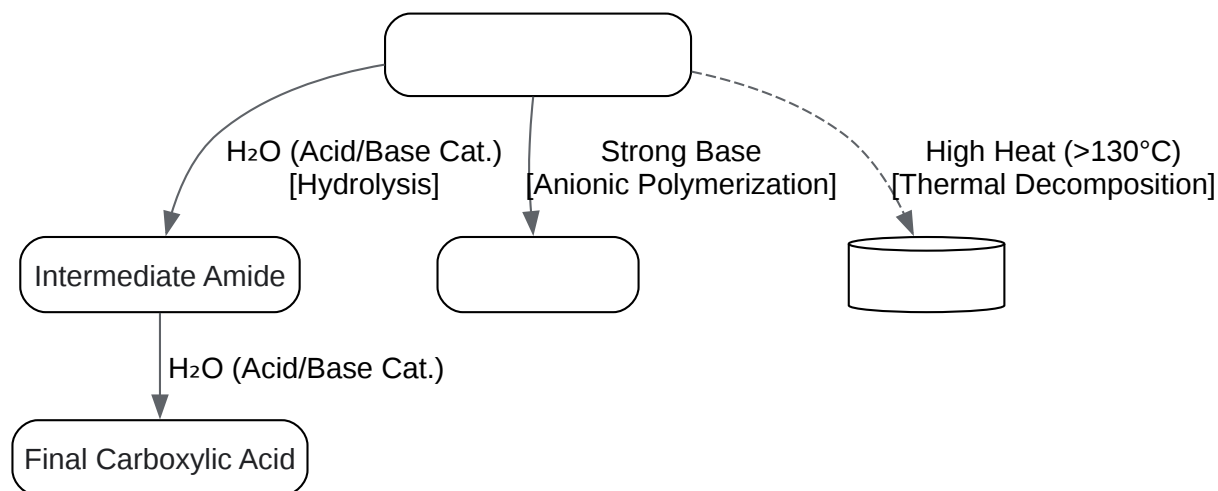 H₂O (Acid/Base Cat.)
[Hydrolysis]
Strong Base
[Anionic Polymerization]
High Heat (>130°C)
[Thermal Decomposition]
Intermediate Amide
H₂O (Acid/Base Cat.)
Final Carboxylic Acid